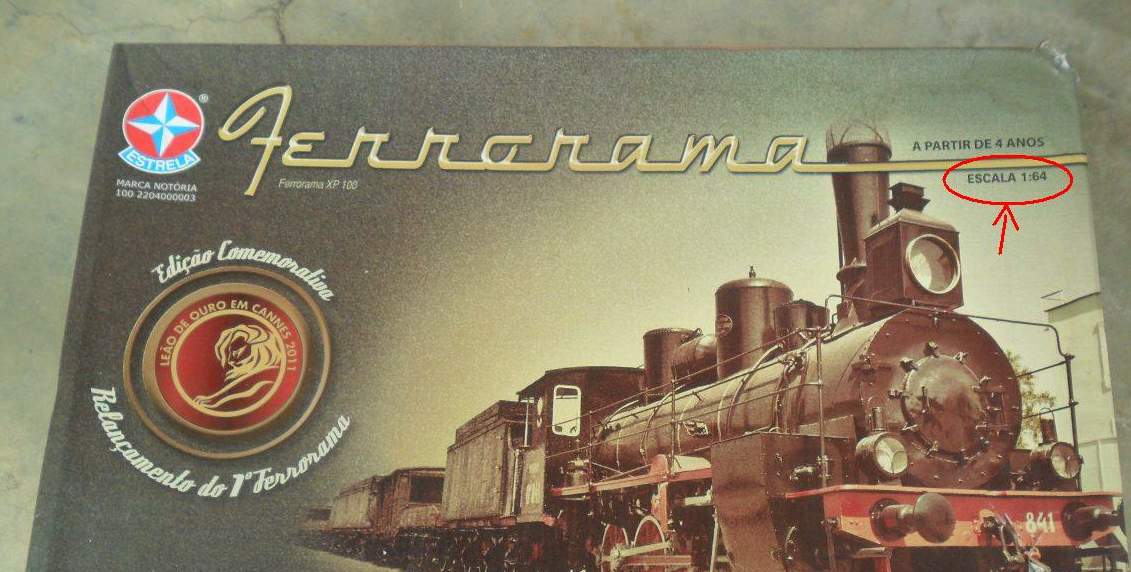 ESTRELA
®
MARCA NOTÓRIA
100 2204000003
Ferrorama
Ferrorama XP 100
A PARTIR DE 4 ANOS
ESCALA 1:64
Edição Comemorativa
LEÃO DE OURO EM CANNES 2011
Relançamento do 1º Ferrorama
841